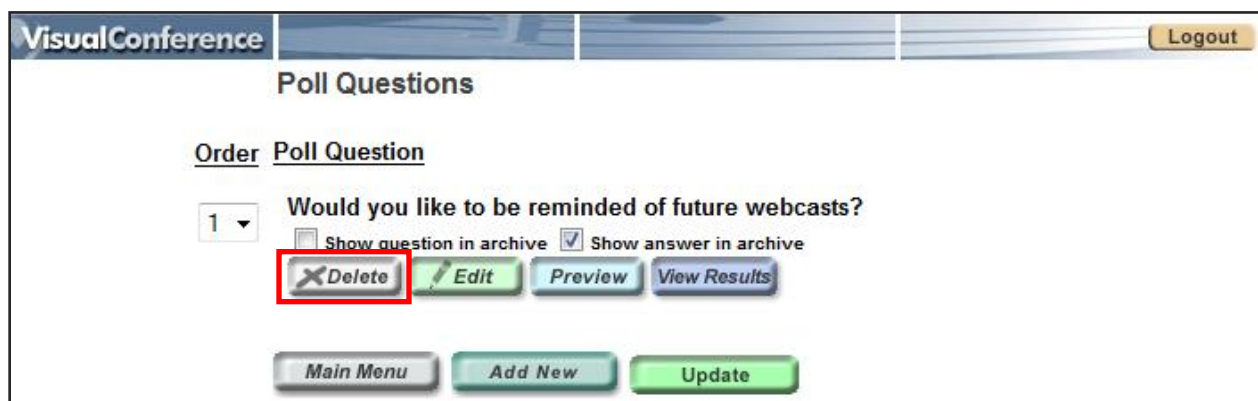 VisualConference Logout
Poll Questions
Order Poll Question
1 Would you like to be reminded of future webcasts?
Show question in archive Show answer in archive
Delete Edit Preview View Results
Main Menu Add New Update